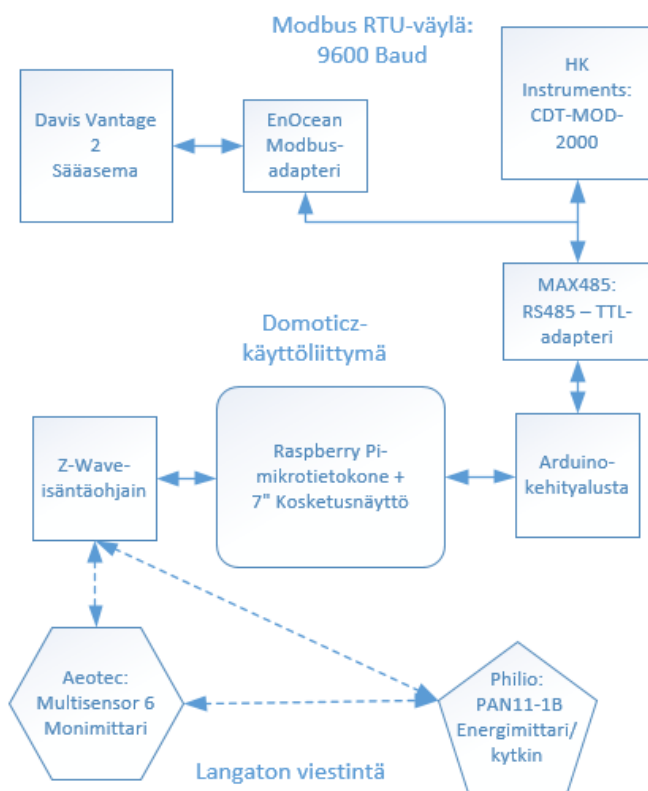 Modbus RTU-väylä:
9600 Baud
Davis Vantage
2
Sääasema
EnOcean
Modbus-
adapteri
HK
Instruments:
CDT-MOD-
2000
MAX485:
RS485 – TTL-
adapteri
Domoticz-
käyttöliittymä
Z-Wave-
isäntäohjain
Raspberry Pi-
mikrotietokone +
7" Kosketusnäyttö
Arduino-
kehityalusta
Aeotec:
Multisensor 6
Monimittari
Philio:
PAN11-1B
Energimittari/
kytkin
Langaton viestintä